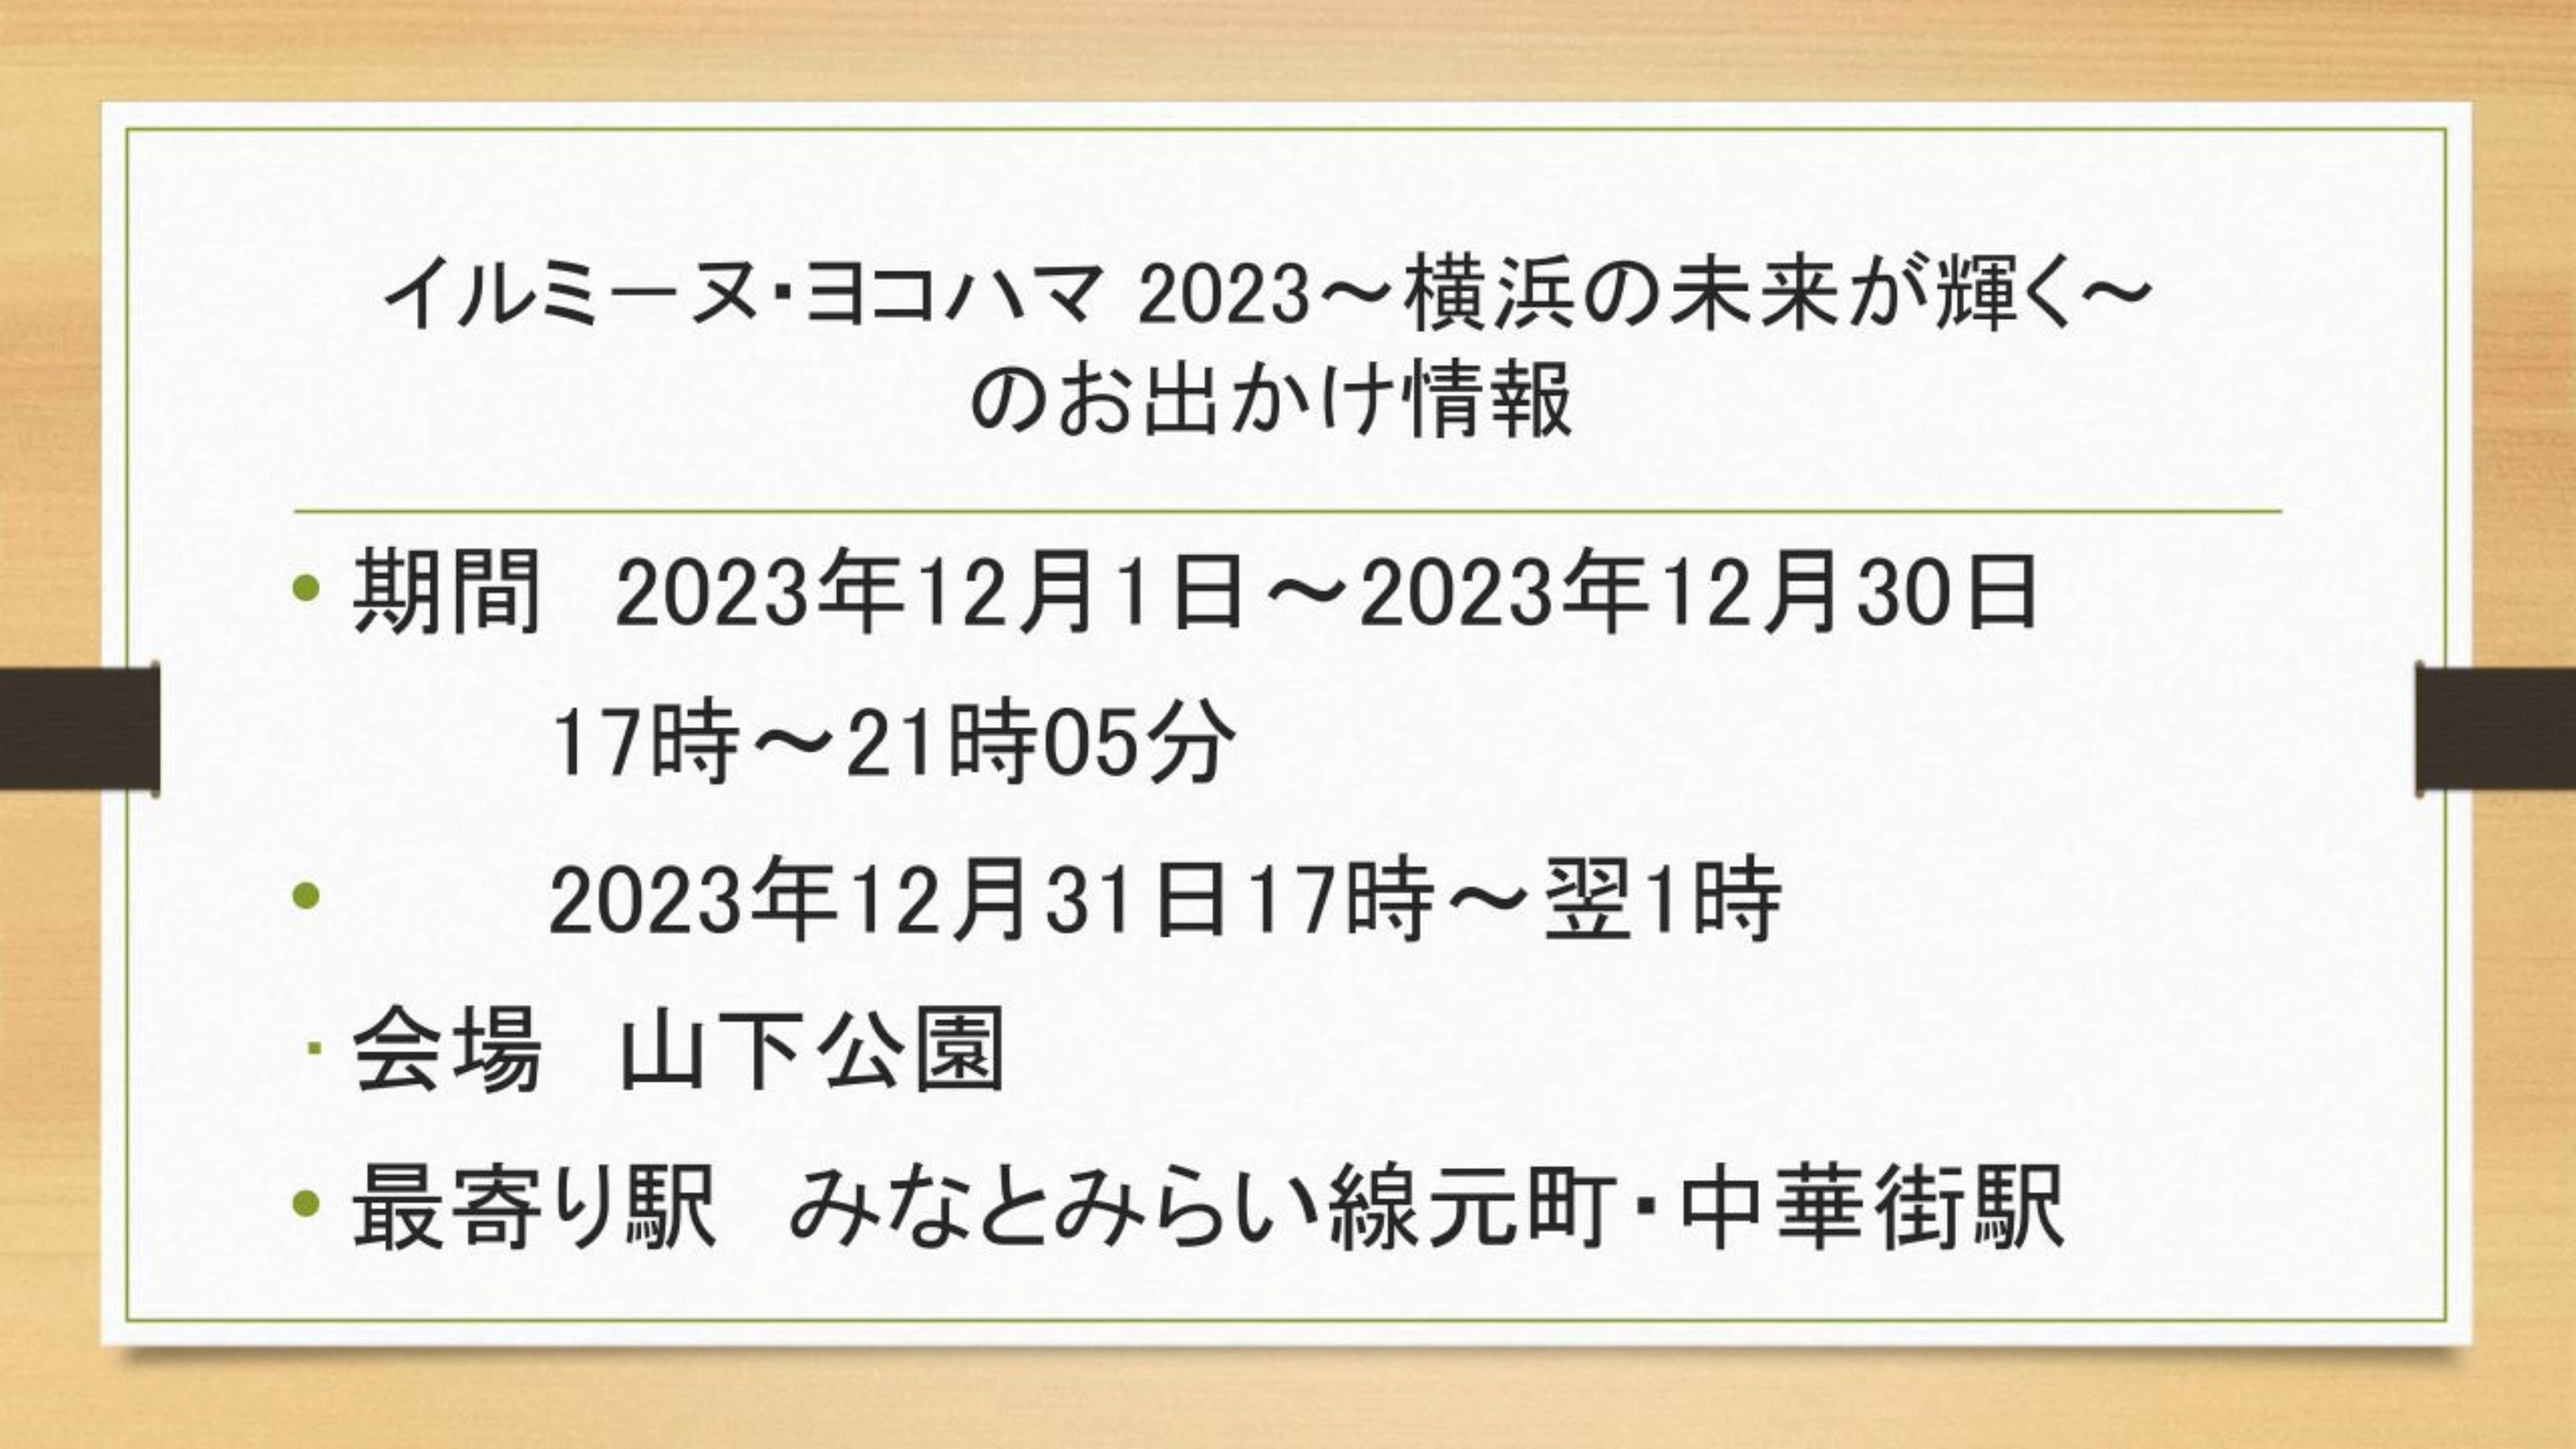 イルミーヌ・ヨコハマ 2023～横浜の未来が輝く～
のお出かけ情報
• 期間　2023年12月1日～2023年12月30日
17時～21時05分
• 2023年12月31日17時～翌1時
▪ 会場　山下公園
• 最寄り駅　みなとみらい線元町・中華街駅